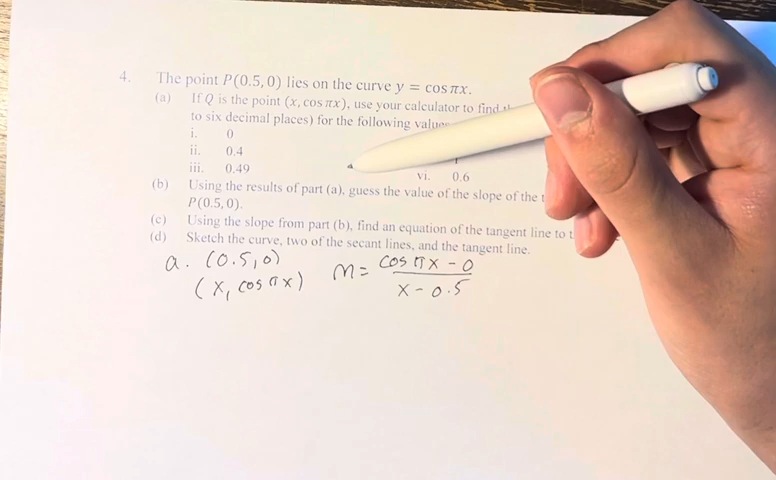 4. The point P(0.5, 0) lies on the curve y = cos πx.
(a) If Q is the point (x, cos πx), use your calculator to find
to six decimal places) for the following
i. 0
ii. 0.4
iii. 0.49
vi. 0.6
(b) Using the results of part (a), guess the value of the slope of the
P(0.5, 0).
(c) Using the slope from part (b), find an equation of the tangent line to
(d) Sketch the curve, two of the secant lines, and the tangent line.
a. (0.5, 0)
(x, cos πx)
m = cos πx - 0
x - 0.5